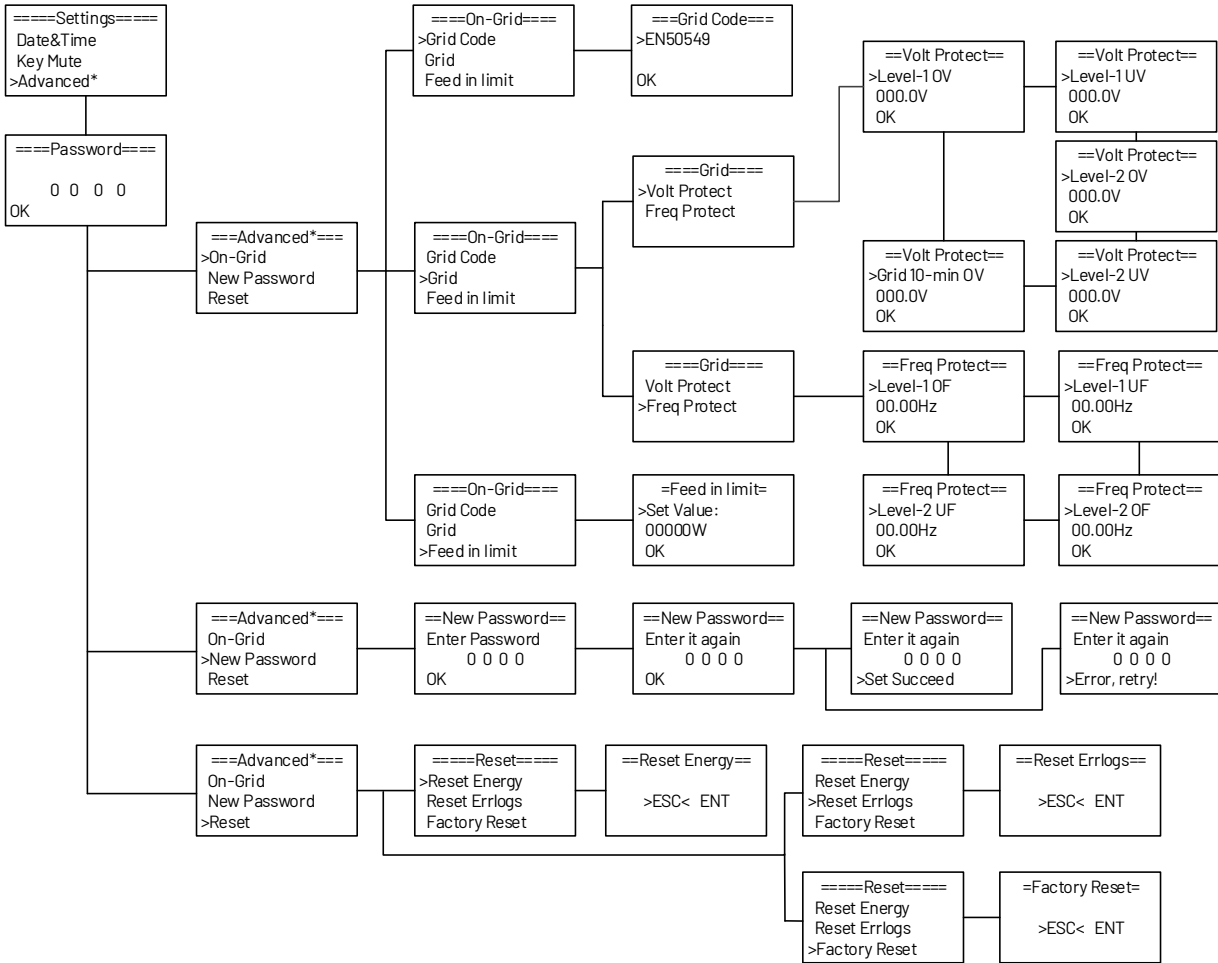 =====Settings=====
Date&Time
Key Mute
>Advanced*
====Password====
0 0 0 0
OK
===Advanced*===
>On-Grid
New Password
Reset
====On-Grid====
>Grid Code
Grid
Feed in limit
===Grid Code===
>EN50549
OK
====On-Grid====
Grid Code
>Grid
Feed in limit
====Grid====
>Volt Protect
Freq Protect
==Volt Protect==
>Level-1 OV
000.0V
OK
==Volt Protect==
>Level-1 UV
000.0V
OK
==Volt Protect==
>Level-2 OV
000.0V
OK
==Volt Protect==
>Level-2 UV
000.0V
OK
==Volt Protect==
>Grid 10-min OV
000.0V
OK
====Grid====
Volt Protect
>Freq Protect
==Freq Protect==
>Level-1 OF
00.00Hz
OK
==Freq Protect==
>Level-1 UF
00.00Hz
OK
==Freq Protect==
>Level-2 OF
00.00Hz
OK
==Freq Protect==
>Level-2 UF
00.00Hz
OK
====On-Grid====
Grid Code
Grid
>Feed in limit
=Feed in limit=
>Set Value:
00000W
OK
===Advanced*===
On-Grid
>New Password
Reset
==New Password==
Enter Password
0 0 0 0
OK
==New Password==
Enter it again
0 0 0 0
OK
==New Password==
Enter it again
0 0 0 0
>Set Succeed
==New Password==
Enter it again
0 0 0 0
>Error, retry!
===Advanced*===
On-Grid
New Password
>Reset
=====Reset=====
>Reset Energy
Reset Errlogs
Factory Reset
==Reset Energy==
>ESC< ENT
=====Reset=====
Reset Energy
>Reset Errlogs
Factory Reset
==Reset Errlogs==
>ESC< ENT
=====Reset=====
Reset Energy
Reset Errlogs
>Factory Reset
=Factory Reset=
>ESC< ENT